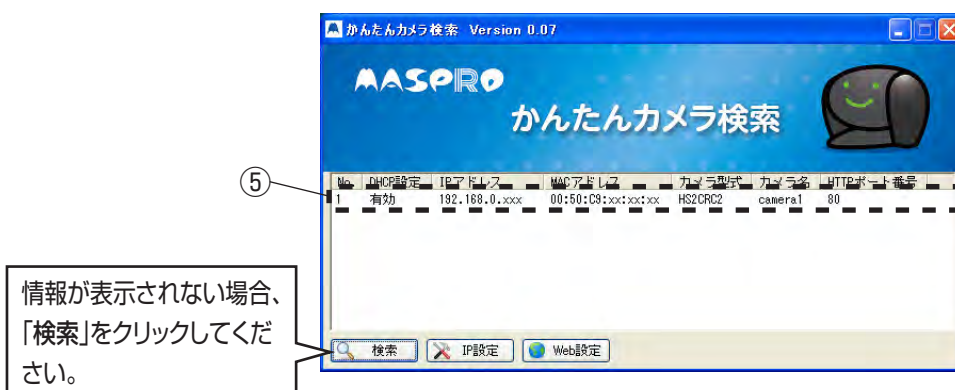 かんたんカメラ検索 Version 0.07
MASPRO
かんたんカメラ検索
⑤
No. DHCP設定 IPアドレス MACアドレス カメラ型式 カメラ名 HTTPポート番号
1 有効 192.168.0.xxx 00:50:C9:xx:xx:xx HS2CRC2 camera1 80
情報が表示されない場合、
「検索」をクリックしてくだ
さい。
検索 IP設定 Web設定